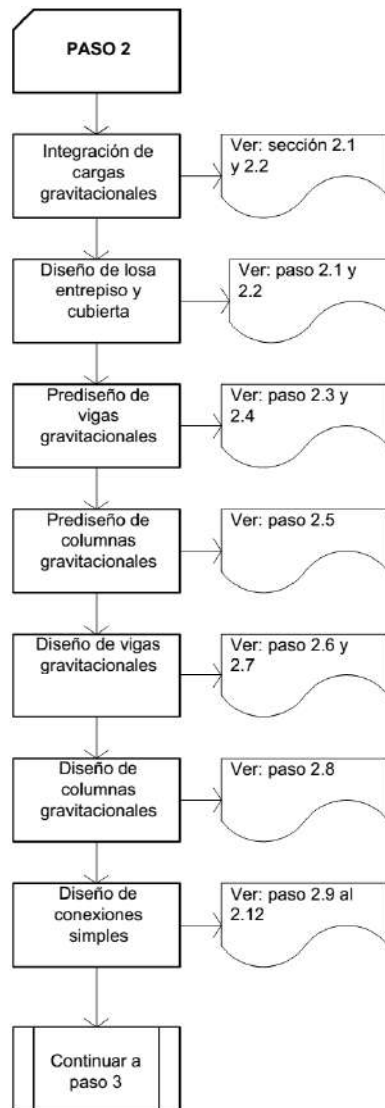 PASO 2
Integración de
cargas
gravitacionales
Ver: sección 2.1
y 2.2
Diseño de losa
entrepiso y
cubierta
Ver: paso 2.1 y
2.2
Prediseño de
vigas
gravitacionales
Ver: paso 2.3 y
2.4
Prediseño de
columnas
gravitacionales
Ver: paso 2.5
Diseño de vigas
gravitacionales
Ver: paso 2.6 y
2.7
Diseño de
columnas
gravitacionales
Ver: paso 2.8
Diseño de
conexiones
simples
Ver: paso 2.9 al
2.12
Continuar a
paso 3